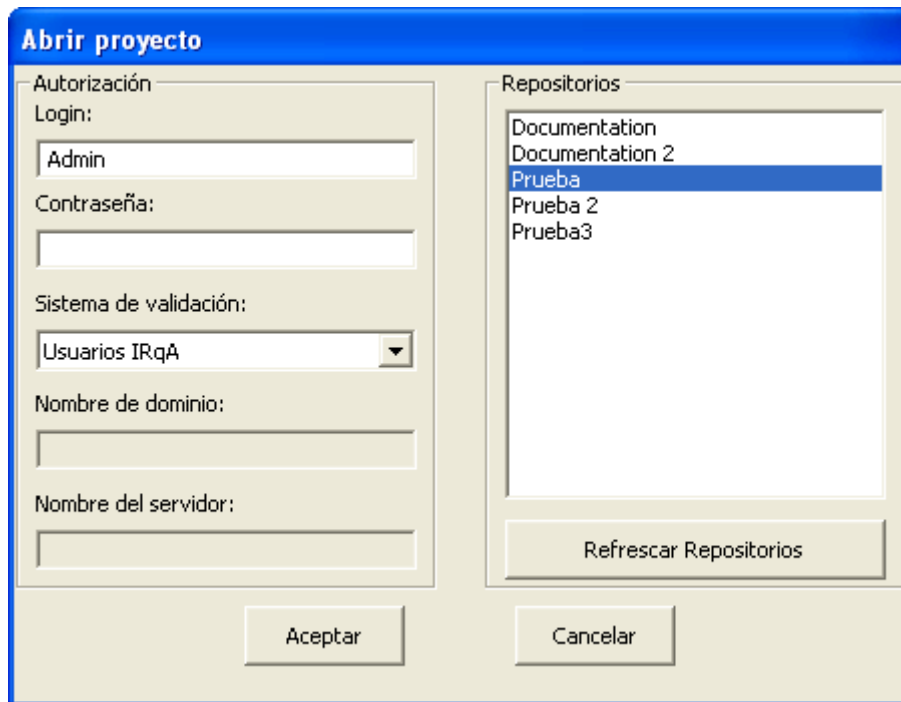 Abrir proyecto
Autorización
Login:
Admin
Contraseña:
Sistema de validación:
Usuarios IRqA
Nombre de dominio:
Nombre del servidor:
Repositorios
Documentation
Documentation 2
Prueba
Prueba 2
Prueba3
Refrescar Repositorios
Aceptar
Cancelar